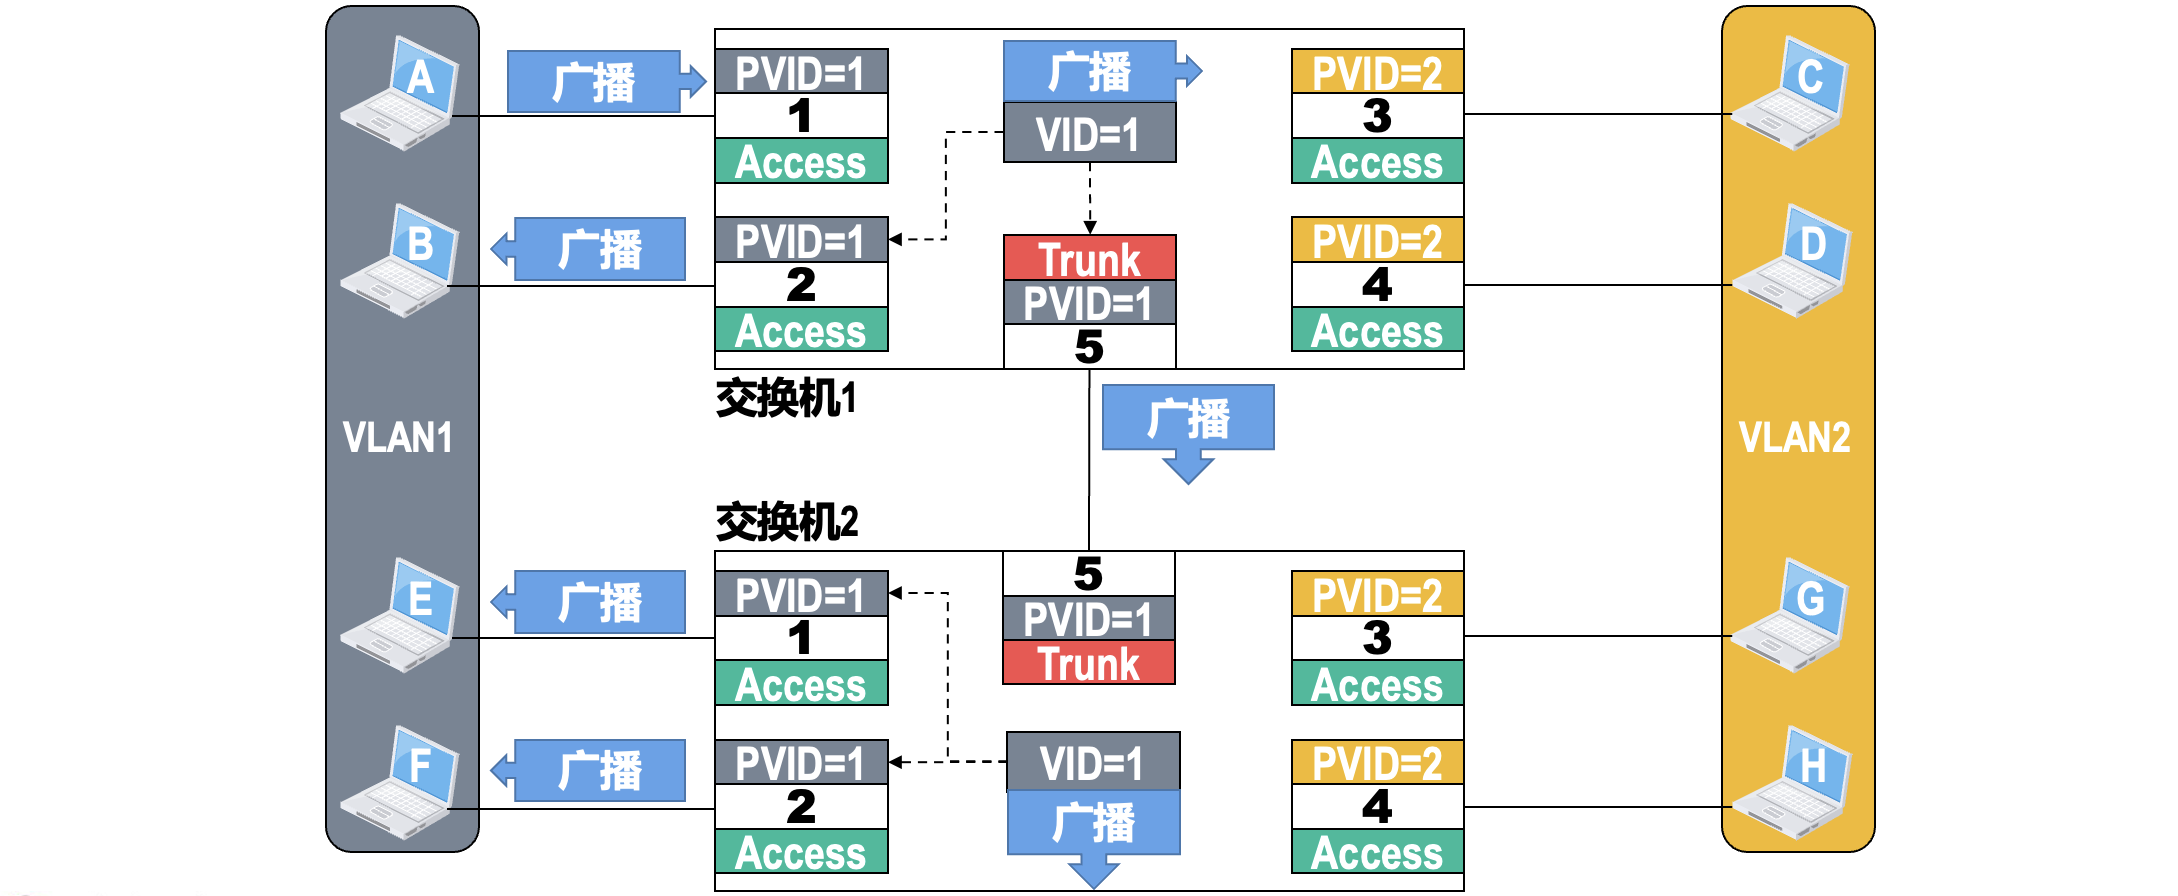 A
广播
PVID=1
1
Access
广播
VID=1
PVID=2
3
Access
C
B
广播
PVID=1
2
Access
Trunk
PVID=1
5
PVID=2
4
Access
D
交换机1
广播
VLAN1
VLAN2
交换机2
E
广播
PVID=1
1
Access
5
PVID=1
Trunk
PVID=2
3
Access
G
F
广播
PVID=1
2
Access
VID=1
广播
PVID=2
4
Access
H